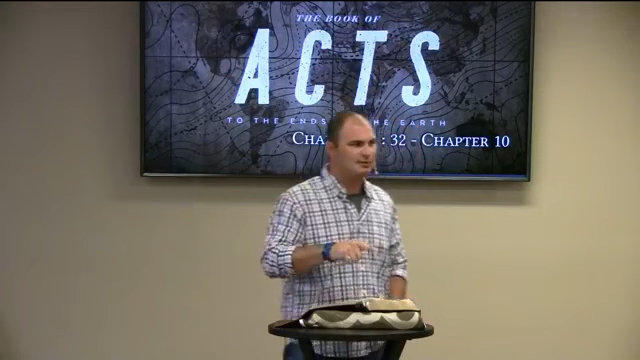 THE BOOK OF
ACTS
TO THE ENDS THE EARTH
: 32 - CHAPTER 10